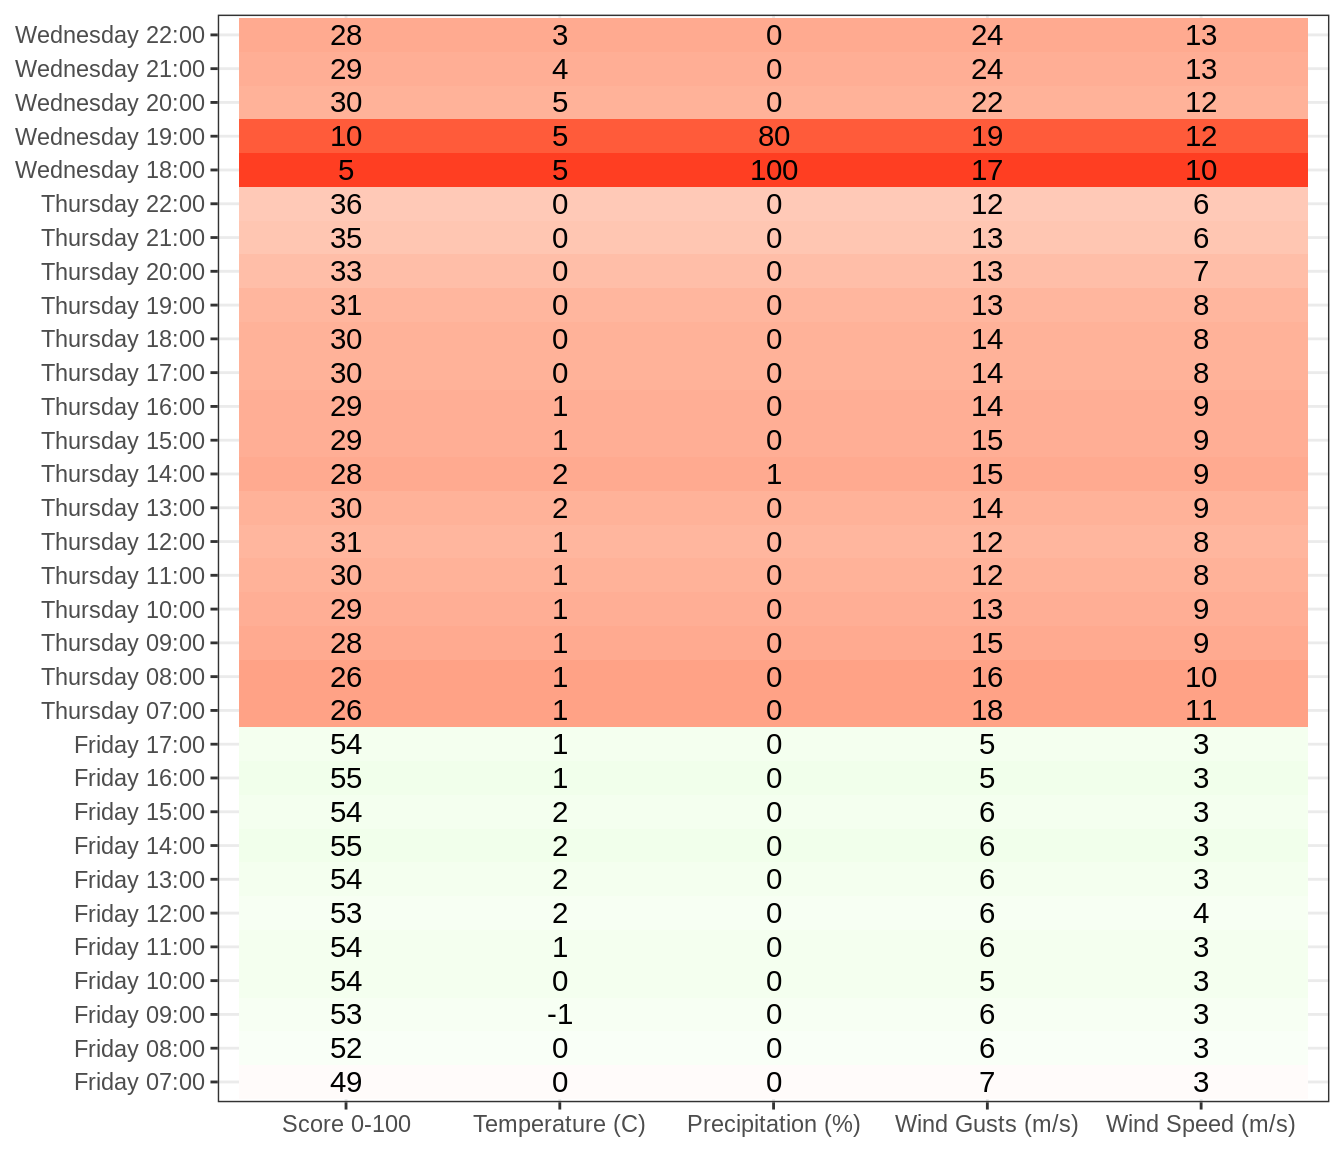 Wednesday 22:00 28 3 0 24 13
Wednesday 21:00 29 4 0 24 13
Wednesday 20:00 30 5 0 22 12
Wednesday 19:00 10 5 80 19 12
Wednesday 18:00 5 5 100 17 10
Thursday 22:00 36 0 0 12 6
Thursday 21:00 35 0 0 13 6
Thursday 20:00 33 0 0 13 7
Thursday 19:00 31 0 0 13 8
Thursday 18:00 30 0 0 14 8
Thursday 17:00 30 0 0 14 8
Thursday 16:00 29 1 0 14 9
Thursday 15:00 29 1 0 15 9
Thursday 14:00 28 2 1 15 9
Thursday 13:00 30 2 0 14 9
Thursday 12:00 31 1 0 12 8
Thursday 11:00 30 1 0 12 8
Thursday 10:00 29 1 0 13 9
Thursday 09:00 28 1 0 15 9
Thursday 08:00 26 1 0 16 10
Thursday 07:00 26 1 0 18 11
Friday 17:00 54 1 0 5 3
Friday 16:00 55 1 0 5 3
Friday 15:00 54 2 0 6 3
Friday 14:00 55 2 0 6 3
Friday 13:00 54 2 0 6 3
Friday 12:00 53 2 0 6 4
Friday 11:00 54 1 0 6 3
Friday 10:00 54 0 0 5 3
Friday 09:00 53 -1 0 6 3
Friday 08:00 52 0 0 6 3
Friday 07:00 49 0 0 7 3
Score 0-100 Temperature (C) Precipitation (%) Wind Gusts (m/s) Wind Speed (m/s)